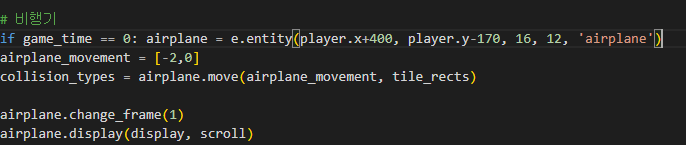 # 비행기
if game_time == 0: airplane = e.entity(player.x+400, player.y-170, 16, 12, 'airplane')
airplane_movement = [-2,0]
collision_types = airplane.move(airplane_movement, tile_rects)
airplane.change_frame(1)
airplane.display(display, scroll)